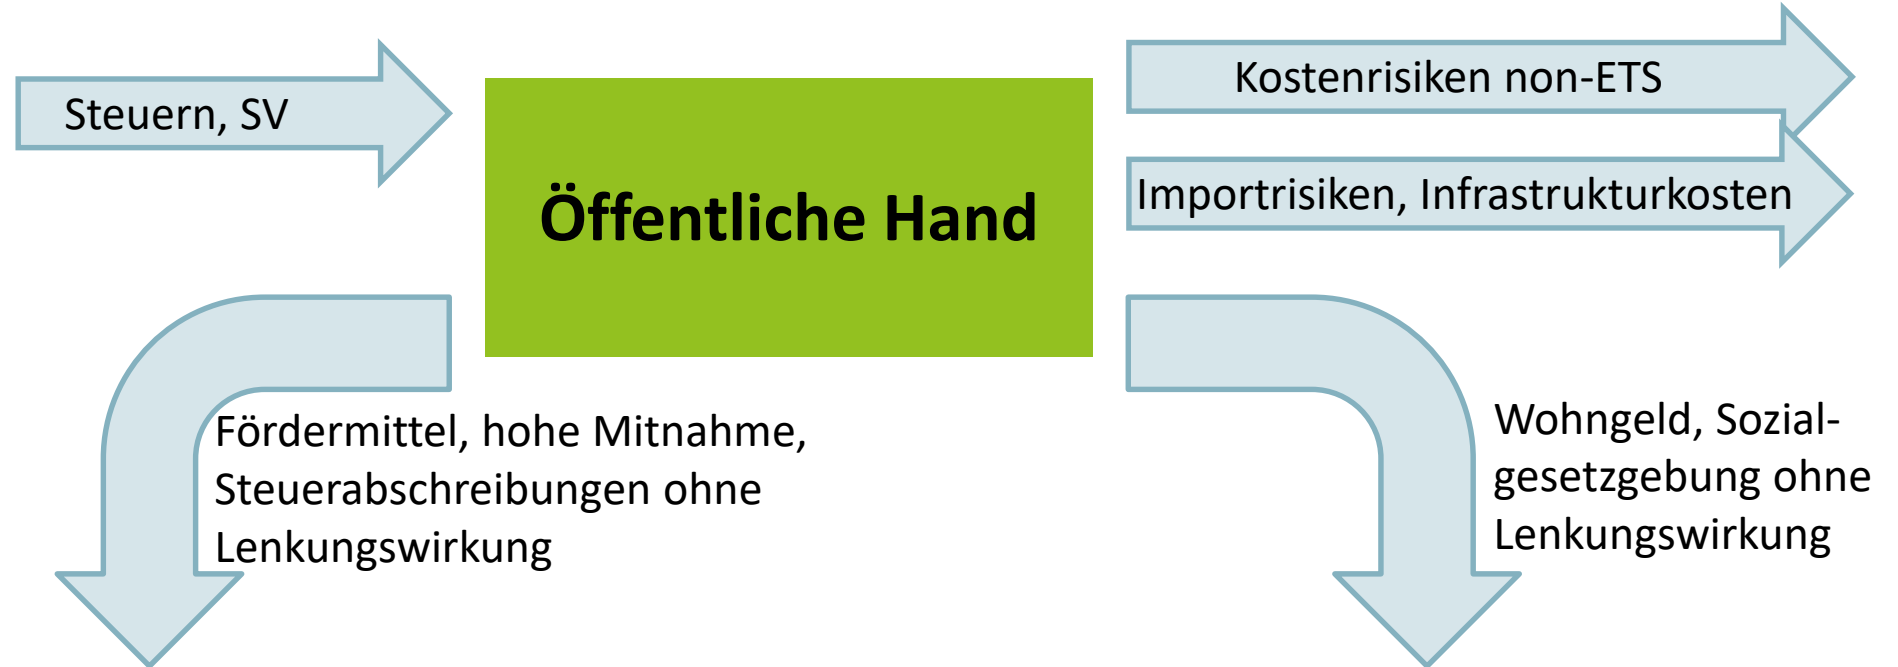 Steuern, SV
Öffentliche Hand
Kostenrisiken non-ETS
Importrisiken, Infrastrukturkosten
Fördermittel, hohe Mitnahme,
Steuerabschreibungen ohne
Lenkungswirkung
Wohngeld, Sozial-
gesetzgebung ohne
Lenkungswirkung